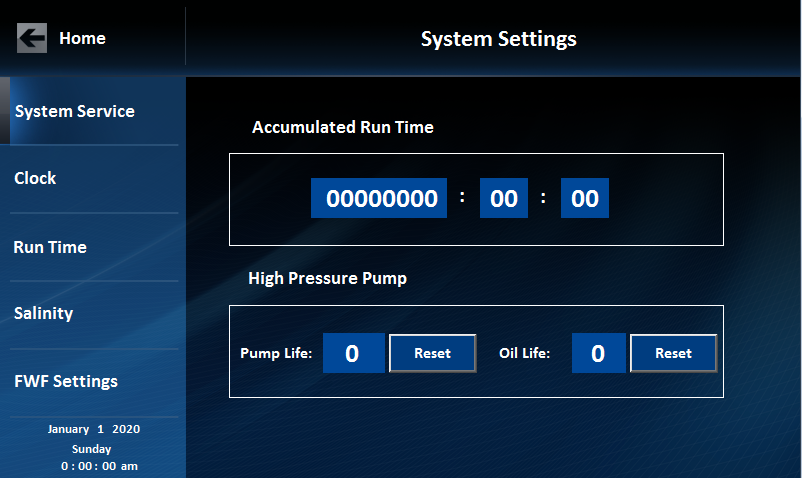 Home
System Settings
System Service
Clock
Run Time
Salinity
FWF Settings
January 1 2020
Sunday
0 : 00 : 00 am
Accumulated Run Time
00000000 : 00 : 00
High Pressure Pump
Pump Life: 0 Reset Oil Life: 0 Reset